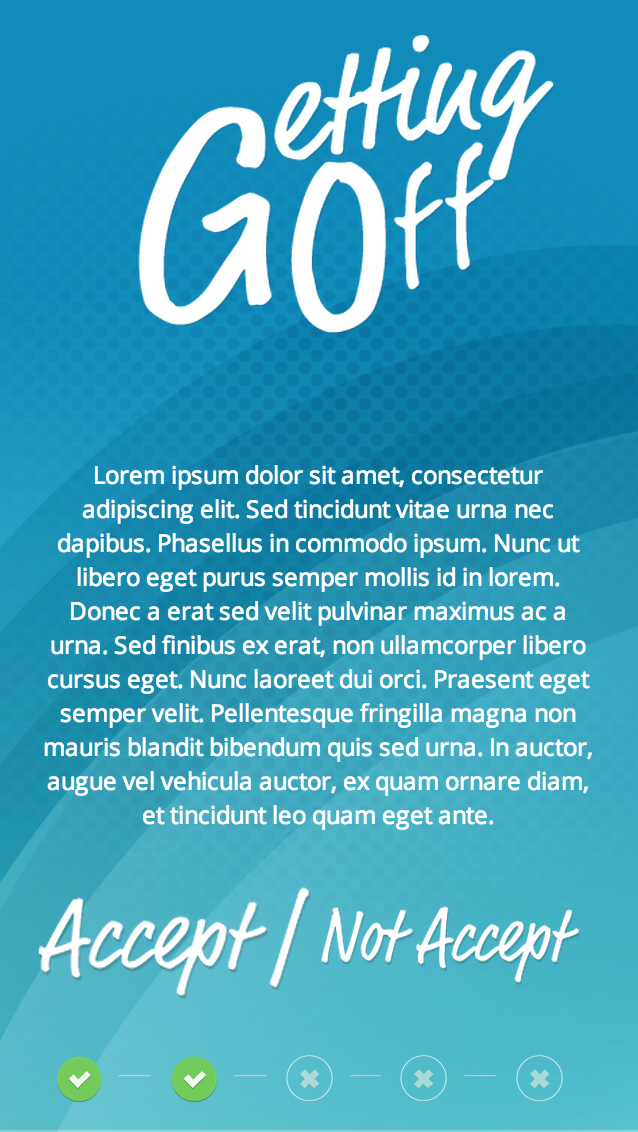 Getting
Go Off
Lorem ipsum dolor sit amet, consectetur
adipiscing elit. Sed tincidunt vitae urna nec
dapibus. Phasellus in commodo ipsum. Nunc ut
libero eget purus semper mollis id in lorem.
Donec a erat sed velit pulvinar maximus ac a
urna. Sed finibus ex erat, non ullamcorper libero
cursus eget. Nunc laoreet dui orci. Praesent eget
semper velit. Pellentesque fringilla magna non
mauris blandit bibendum quis sed urna. In auctor,
augue vel vehicula auctor, ex quam ornare diam,
et tincidunt leo quam eget ante.
Accept / Not Accept